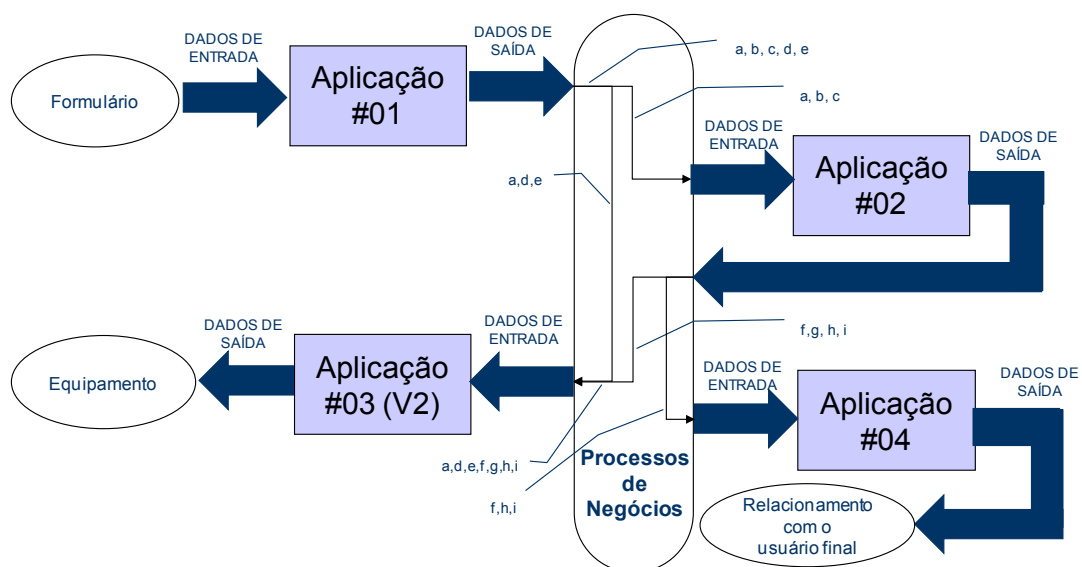 DADOS DE
ENTRADA
DADOS DE
SAÍDA
a, b, c, d, e
Formulário
Aplicação
#01
a, b, c
DADOS DE
ENTRADA
DADOS DE
SAÍDA
a,d,e
Aplicação
#02
f,g, h, i
DADOS DE
SAÍDA
DADOS DE
ENTRADA
Equipamento
Aplicação
#03 (V2)
DADOS DE
ENTRADA
DADOS DE
SAÍDA
Aplicação
#04
a,d,e,f,g,h,i
f,h,i
Processos
de
Negócios
Relacionamento
com o
usuário final